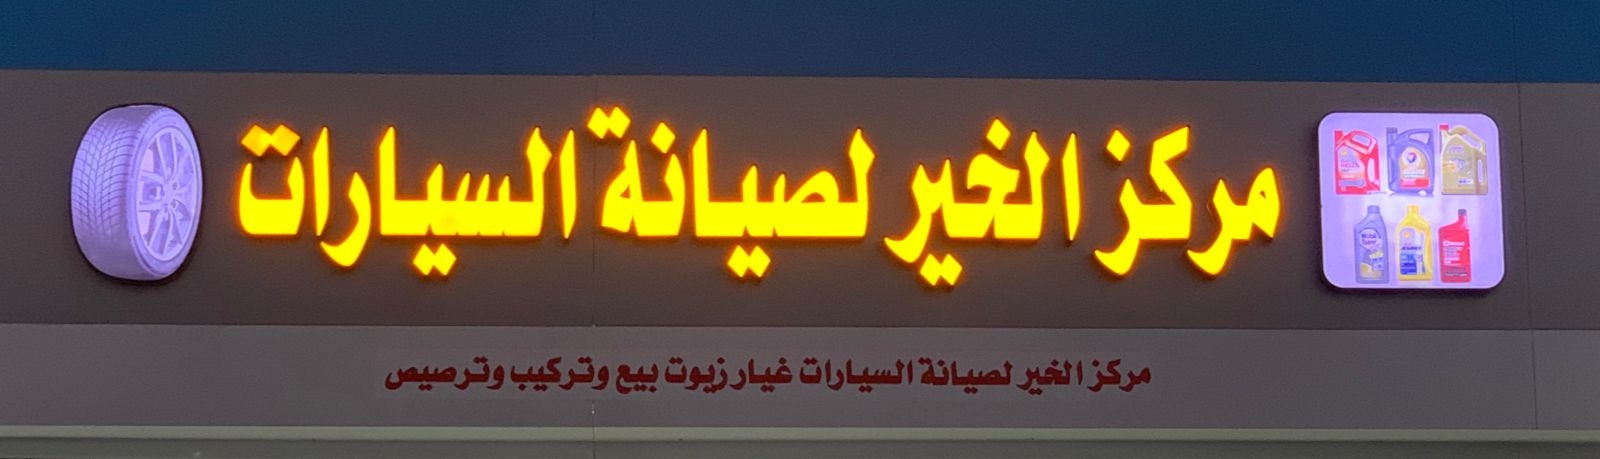 مركز الخير لصيانة السيارات
مركز الخير لصيانة السيارات غيار زيوت بيع وتركيب وترصيص